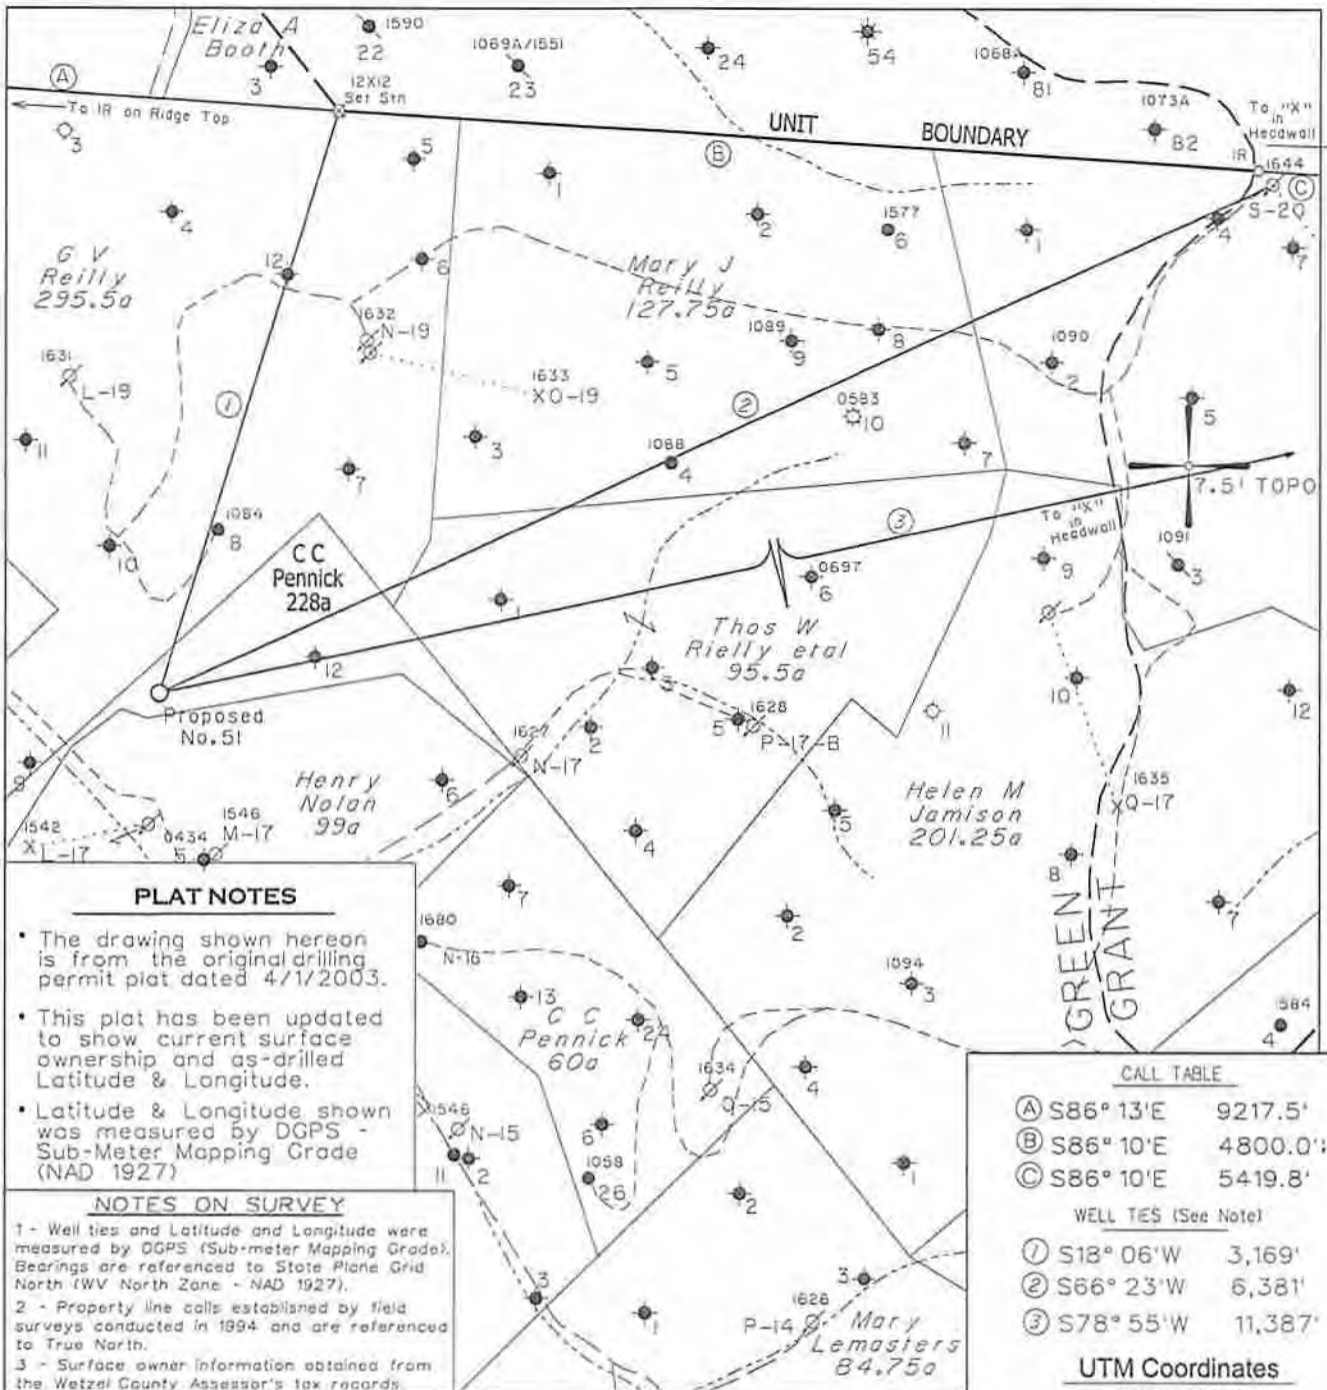 Eliza A
Booth
3
1590
22
1069A/1551
23
24
54
1068A
81
1073A
82
To "X"
in
Headwall
A
12X12
Set Stn
To IR on Ridge Top
3
UNIT BOUNDARY
B
IR
1644
C
S-20
4
7
5
1
2
1577
6
1
4
G V
Reilly
295.5a
12
6
Mary J
Reilly
127.75a
1632
N-19
1089
9
8
1090
2
1631
L-19
1633
XO-19
5
1
2
0583
10
5
11
3
1088
4
7
7
7.5' TOPO
3
To "X"
in
Headwall
1084
8
10
C C
Pennick
228a
9
1091
3
0697
6
1
Thos W
Rielly etal
95.5a
12
3
10
12
Proposed
No.51
1628
5
P-17-B
11
2
1627
N-17
9
Henry
Nolan
99a
6
Helen M
Jamison
201.25a
1635
XQ-17
5
1542
XL-17
0434
5
1546
M-17
4
8
GREEN
GRANT
7
7
2
1680
N-16
1094
3
13
C C
Pennick
60a
24
1584
4
1634
Q-15
4
1546
N-15
11
2
6
1058
26
2
1
3
1
3
1626
P-14
Mary
Lemasters
84.75a
PLAT NOTES
• The drawing shown hereon
is from the original drilling
permit plat dated 4/1/2003.
• This plat has been updated
to show current surface
ownership and as-drilled
Latitude & Longitude.
• Latitude & Longitude shown
was measured by DGPS -
Sub-Meter Mapping Grade
(NAD 1927)
NOTES ON SURVEY
1 - Well ties and Latitude and Longitude were
measured by DGPS (Sub-meter Mapping Grade).
Bearings are referenced to State Plane Grid
North (WV North Zone - NAD 1927).
2 - Property line calls established by field
surveys conducted in 1994 and are referenced
to True North.
3 - Surface owner information obtained from
the Wetzel County Assessor's tax records.
CALL TABLE
A S86° 13'E 9217.5'
B S86° 10'E 4800.0'
C S86° 10'E 5419.8'
WELL TIES (See Note)
1 S18° 06'W 3,169'
2 S66° 23'W 6,381'
3 S78° 55'W 11,387'
UTM Coordinates